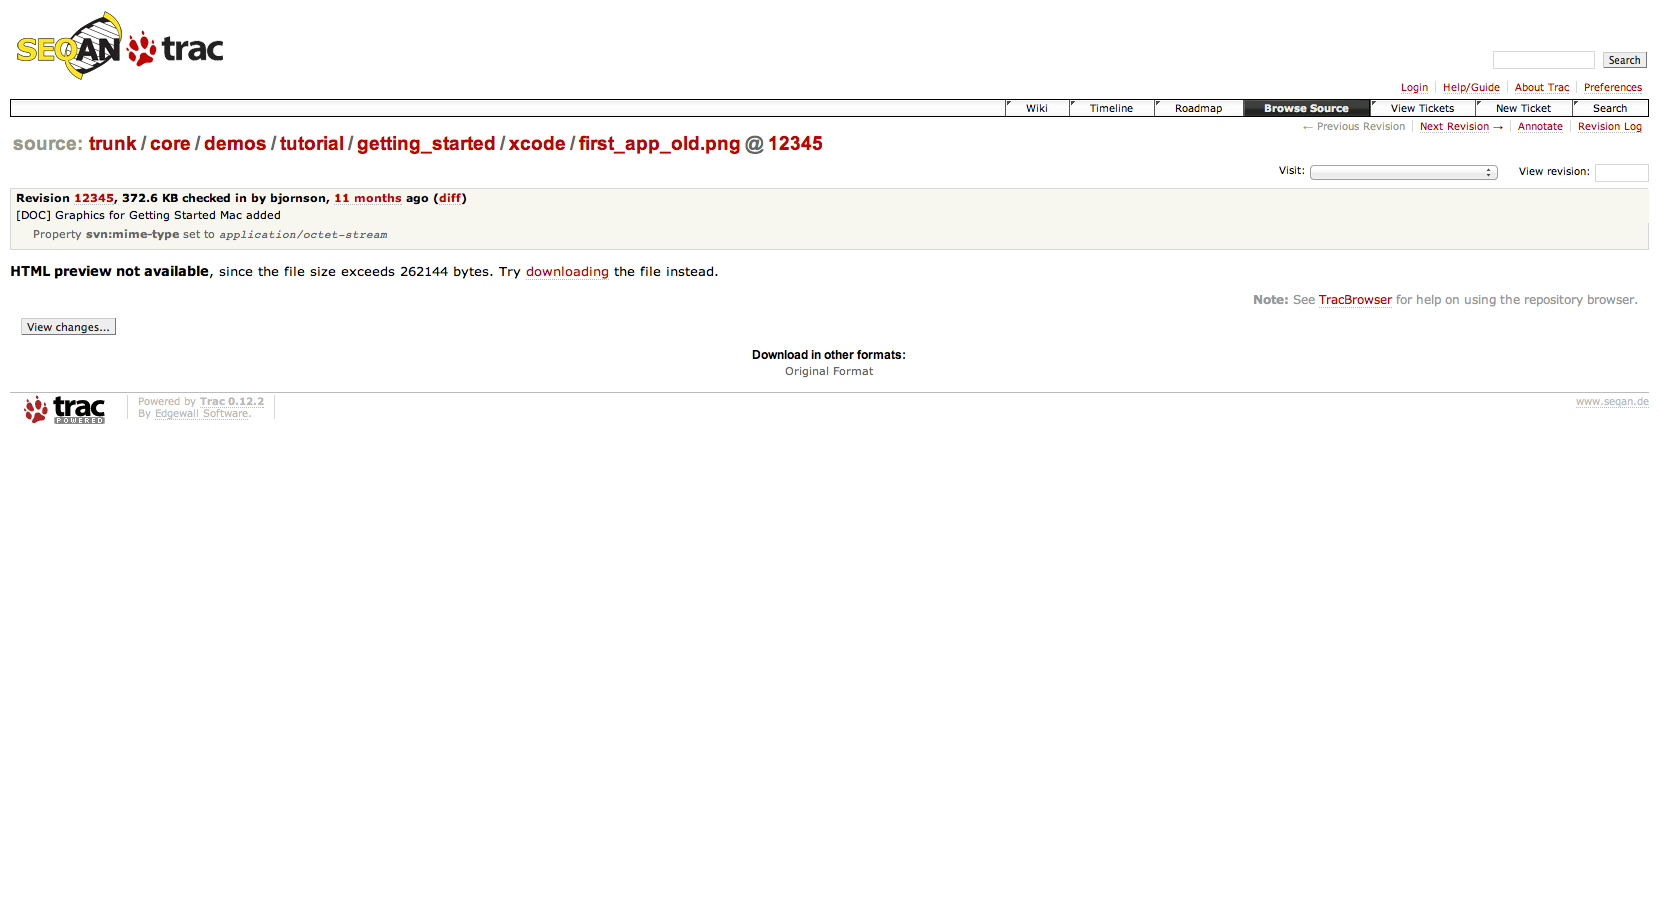 SEQAN trac
Search
Login Help/Guide About Trac Preferences
Wiki Timeline Roadmap Browse Source View Tickets New Ticket Search
← Previous Revision Next Revision → Annotate Revision Log
source: trunk / core / demos / tutorial / getting_started / xcode / first_app_old.png @ 12345
Visit: View revision:
Revision 12345, 372.6 KB checked in by bjornson, 11 months ago (diff)
[DOC] Graphics for Getting Started Mac added
Property svn:mime-type set to application/octet-stream
HTML preview not available, since the file size exceeds 262144 bytes. Try downloading the file instead.
Note: See TracBrowser for help on using the repository browser.
View changes...
Download in other formats:
Original Format
trac POWERED
Powered by Trac 0.12.2
By Edgewall Software.
www.seqan.de